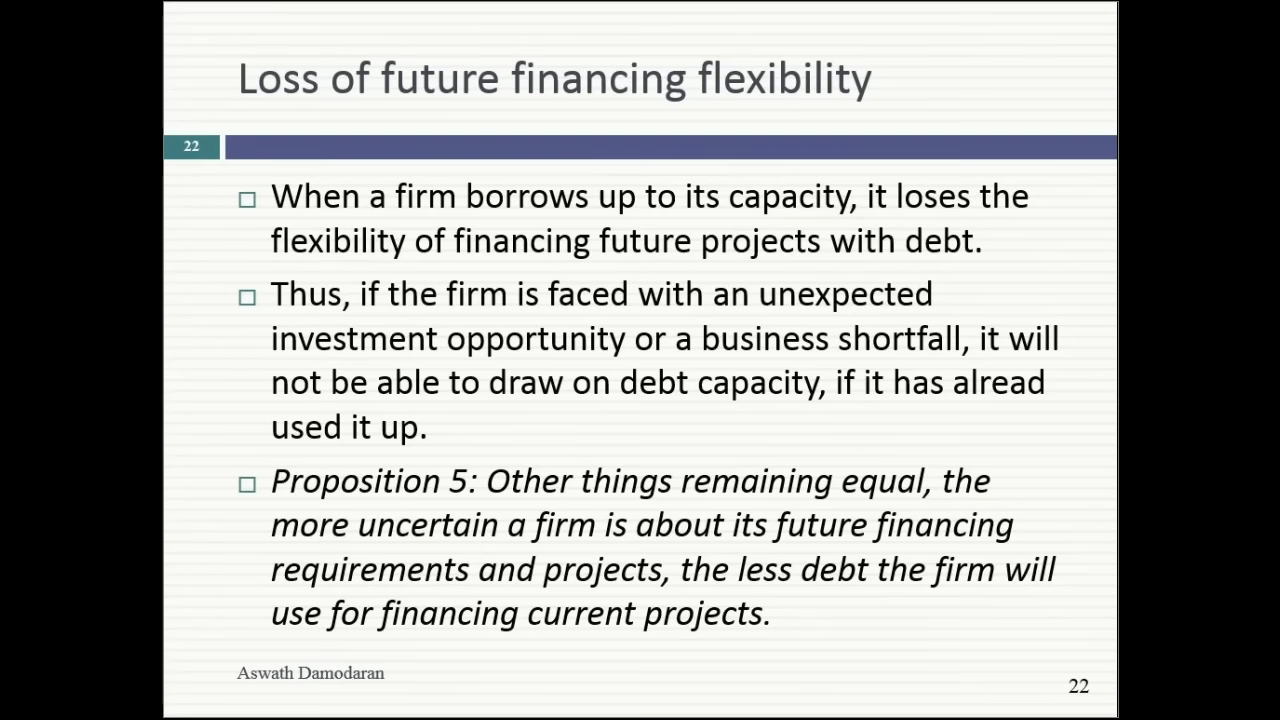 Loss of future financing flexibility
22
When a firm borrows up to its capacity, it loses the
flexibility of financing future projects with debt.
Thus, if the firm is faced with an unexpected
investment opportunity or a business shortfall, it will
not be able to draw on debt capacity, if it has alread
used it up.
Proposition 5: Other things remaining equal, the
more uncertain a firm is about its future financing
requirements and projects, the less debt the firm will
use for financing current projects.
Aswath Damodaran
22